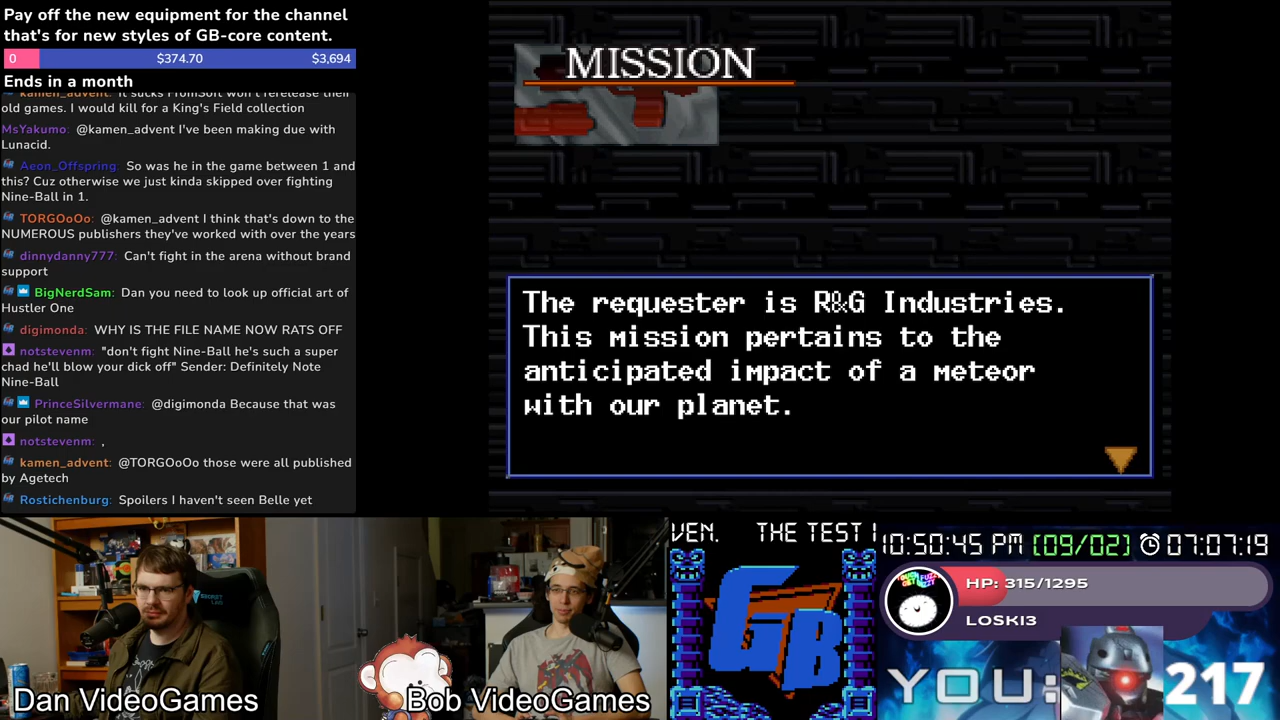 Pay off the new equipment for the channel
that's for new styles of GB-core content.
0 $374.70 $3,694
Ends in a month
kamen_advent: It sucks FromSoft won't rerelease their
old games. I would kill for a King's Field collection
MsYakumo: @kamen_advent I've been making due with
Lunacid.
Aeon_Offspring: So was he in the game between 1 and
this? Cuz otherwise we just kinda skipped over fighting
Nine-Ball in 1.
TORGOoOo: @kamen_advent I think that's down to the
NUMEROUS publishers they've worked with over the years
dinnydanny777: Can't fight in the arena without brand
support
BigNerdSam: Dan you need to look up official art of
Hustler One
digimonda: WHY IS THE FILE NAME NOW RATS OFF
notstevenm: "don't fight Nine-Ball he's such a super
chad he'll blow your dick off" Sender: Definitely Note
Nine-Ball
PrinceSilvermane: @digimonda Because that was
our pilot name
notstevenm: ,
kamen_advent: @TORGOoOo those were all published
by Agetech
Rostichenburg: Spoilers I haven't seen Belle yet
MISSION
The requester is R&G Industries.
This mission pertains to the
anticipated impact of a meteor
with our planet.
Dan VideoGames
Bob VideoGames
VEN. THE TEST I
GB
10:50:45 PM [09/02] 07:07:19
HP: 315/1295
LOSKI3
YOU: 217